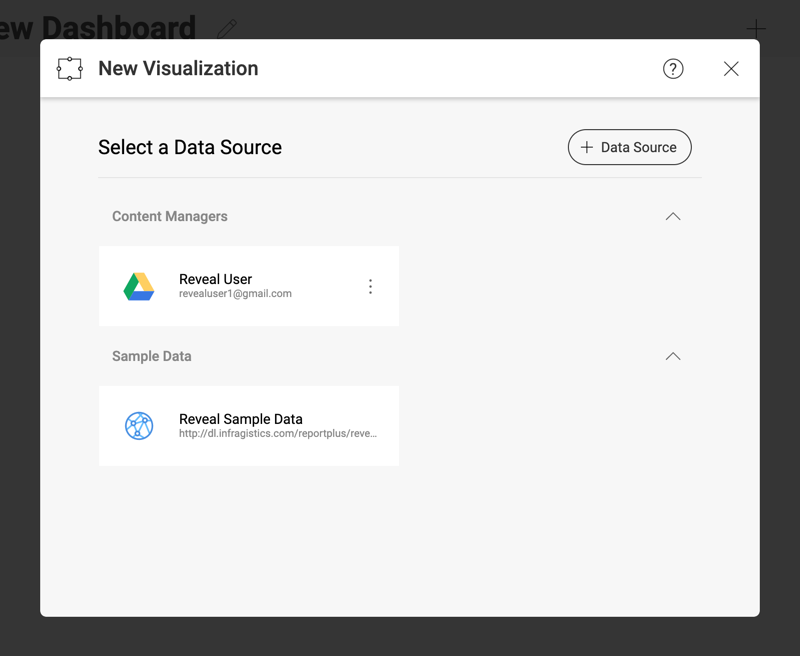 ew Dashboard
New Visualization
Select a Data Source
+ Data Source
Content Managers
Reveal User
revealuser1@gmail.com
Sample Data
Reveal Sample Data
http://dl.infragistics.com/reportplus/reve...